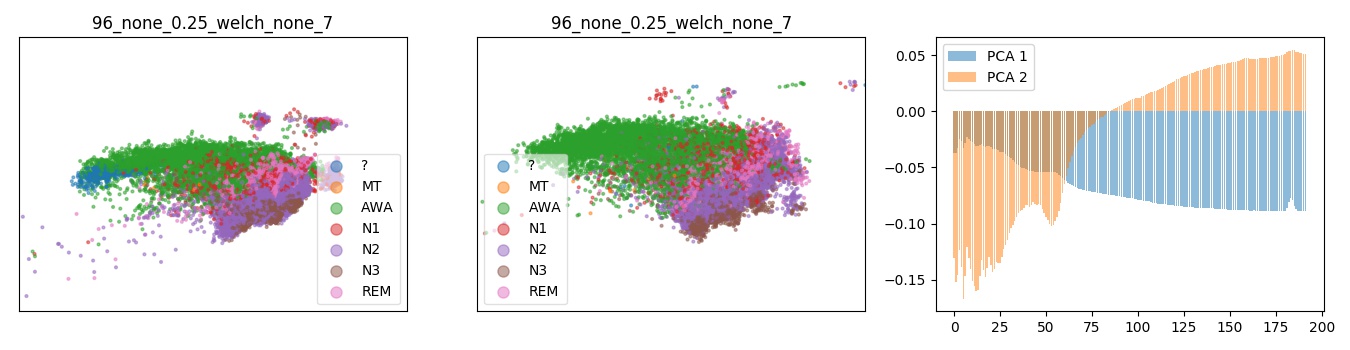 96_none_0.25_welch_none_7
?
MT
AWA
N1
N2
N3
REM
96_none_0.25_welch_none_7
?
MT
AWA
N1
N2
N3
REM
PCA 1
PCA 2
0.05
0.00
−0.05
−0.10
−0.15
0 25 50 75 100 125 150 175 200